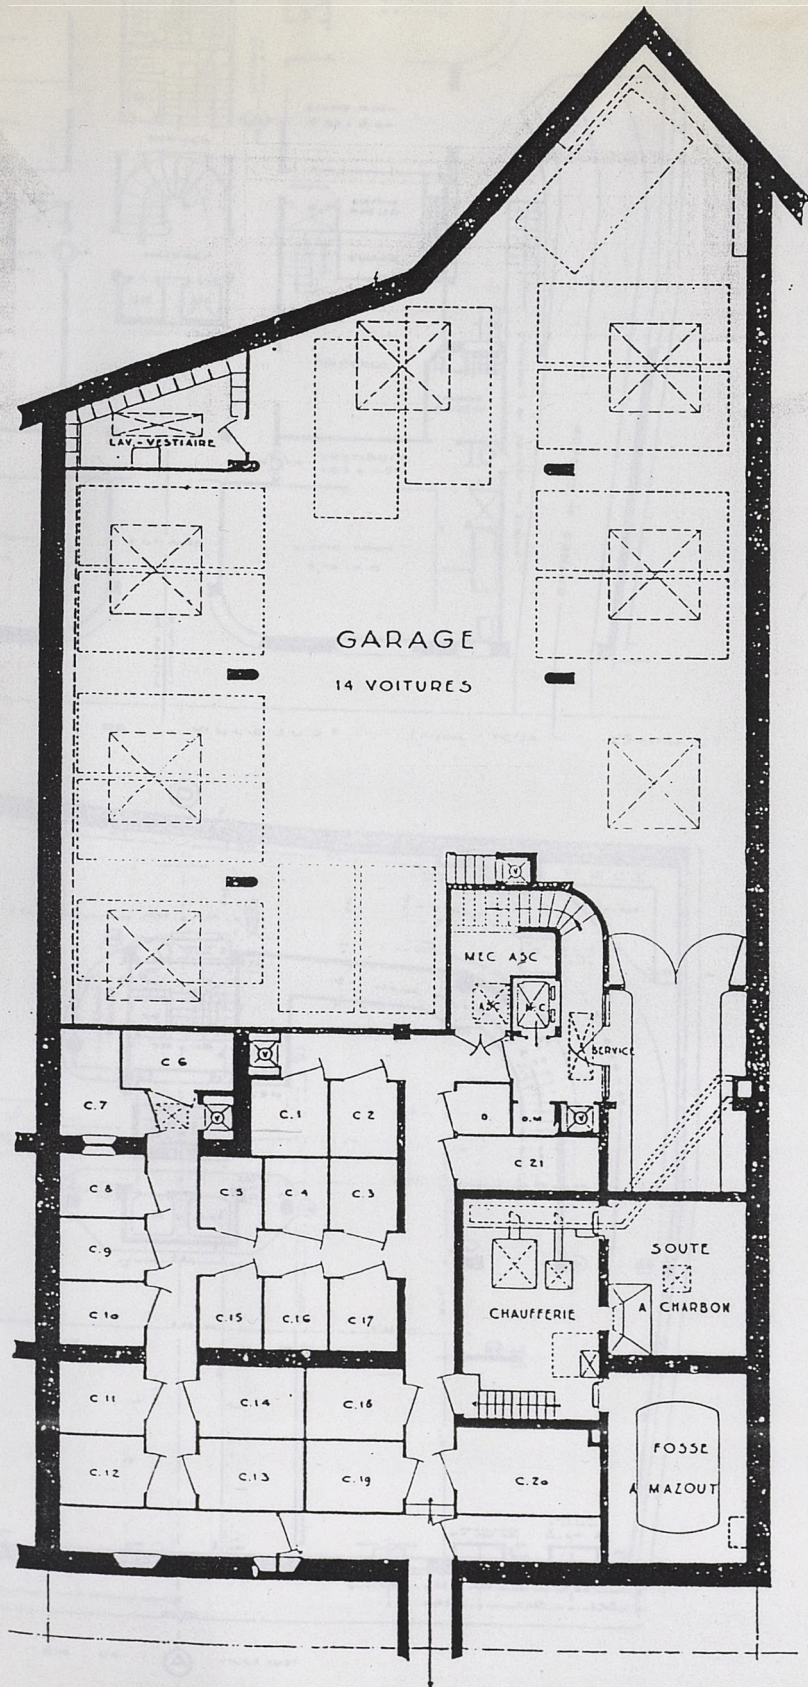 LAV.-VESTIAIRE
GARAGE
14 VOITURES
V
MEC ASC
ASC
M-C
SERVICE
V
C 6
C.7
V
C.1
C 2
D.
D.M
V
C 21
C 8
C.5
C 4
C.3
C.9
SOUTE
A CHARBON
C.10
C.15
C.16
C.17
CHAUFFERIE
C 11
C.14
C.18
C.12
C.13
C.19
C.20
FOSSE
A MAZOUT